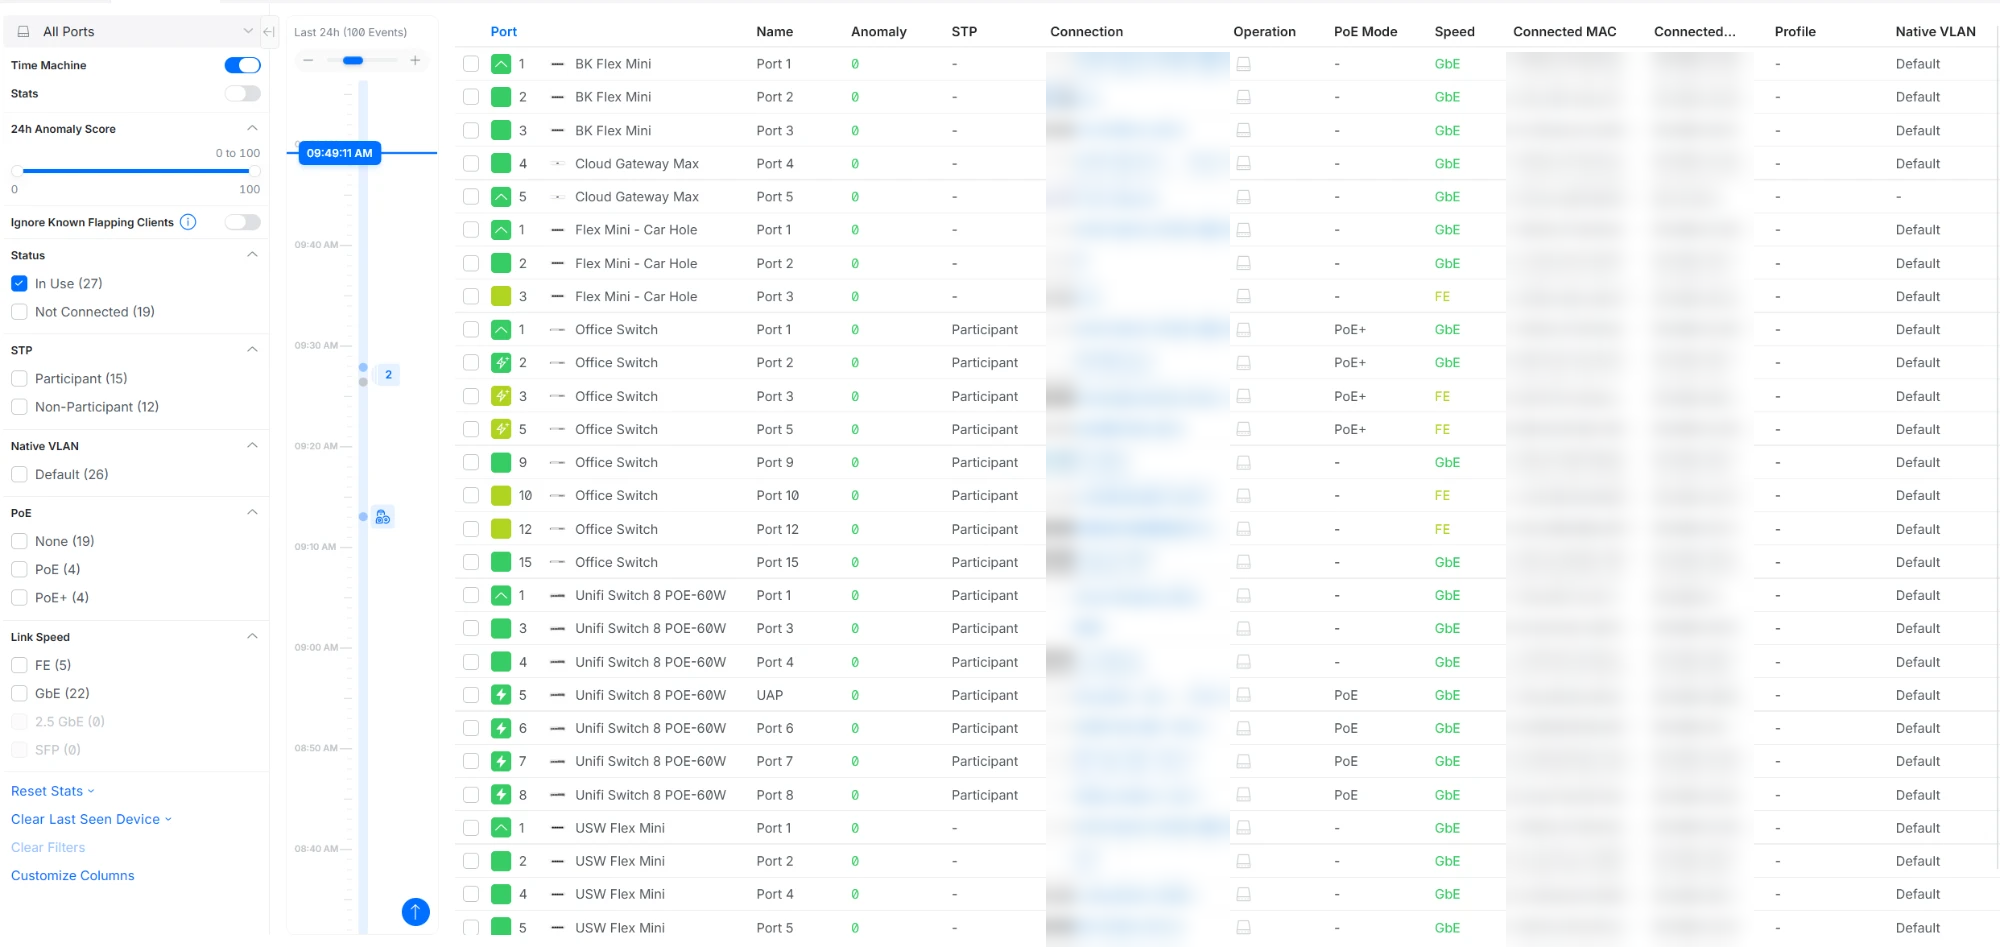 All Ports
Time Machine
Stats
24h Anomaly Score
0 to 100
0 100
Ignore Known Flapping Clients
Status
In Use (27)
Not Connected (19)
STP
Participant (15)
Non-Participant (12)
Native VLAN
Default (26)
PoE
None (19)
PoE (4)
PoE+ (4)
Link Speed
FE (5)
GbE (22)
2.5 GbE (0)
SFP (0)
Reset Stats
Clear Last Seen Device
Clear Filters
Customize Columns
Last 24h (100 Events)
09:49:11 AM
09:40 AM
09:30 AM
2
09:20 AM
09:10 AM
09:00 AM
08:50 AM
08:40 AM
Port Name Anomaly STP Connection Operation PoE Mode Speed Connected MAC Connected... Profile Native VLAN
1 BK Flex Mini Port 1 0 - - GbE - Default
2 BK Flex Mini Port 2 0 - - GbE - Default
3 BK Flex Mini Port 3 0 - - GbE - Default
4 Cloud Gateway Max Port 4 0 - - GbE - Default
5 Cloud Gateway Max Port 5 0 - - GbE - -
1 Flex Mini - Car Hole Port 1 0 - - GbE - Default
2 Flex Mini - Car Hole Port 2 0 - - GbE - Default
3 Flex Mini - Car Hole Port 3 0 - - FE - Default
1 Office Switch Port 1 0 Participant PoE+ GbE - Default
2 Office Switch Port 2 0 Participant PoE+ GbE - Default
3 Office Switch Port 3 0 Participant PoE+ FE - Default
5 Office Switch Port 5 0 Participant PoE+ FE - Default
9 Office Switch Port 9 0 Participant - GbE - Default
10 Office Switch Port 10 0 Participant - FE - Default
12 Office Switch Port 12 0 Participant - FE - Default
15 Office Switch Port 15 0 Participant - GbE - Default
1 Unifi Switch 8 POE-60W Port 1 0 Participant - GbE - Default
3 Unifi Switch 8 POE-60W Port 3 0 Participant - GbE - Default
4 Unifi Switch 8 POE-60W Port 4 0 Participant - GbE - Default
5 Unifi Switch 8 POE-60W UAP 0 Participant PoE GbE - Default
6 Unifi Switch 8 POE-60W Port 6 0 Participant PoE GbE - Default
7 Unifi Switch 8 POE-60W Port 7 0 Participant PoE GbE - Default
8 Unifi Switch 8 POE-60W Port 8 0 Participant PoE GbE - Default
1 USW Flex Mini Port 1 0 - - GbE - Default
2 USW Flex Mini Port 2 0 - - GbE - Default
4 USW Flex Mini Port 4 0 - - GbE - Default
5 USW Flex Mini Port 5 0 - - GbE - Default